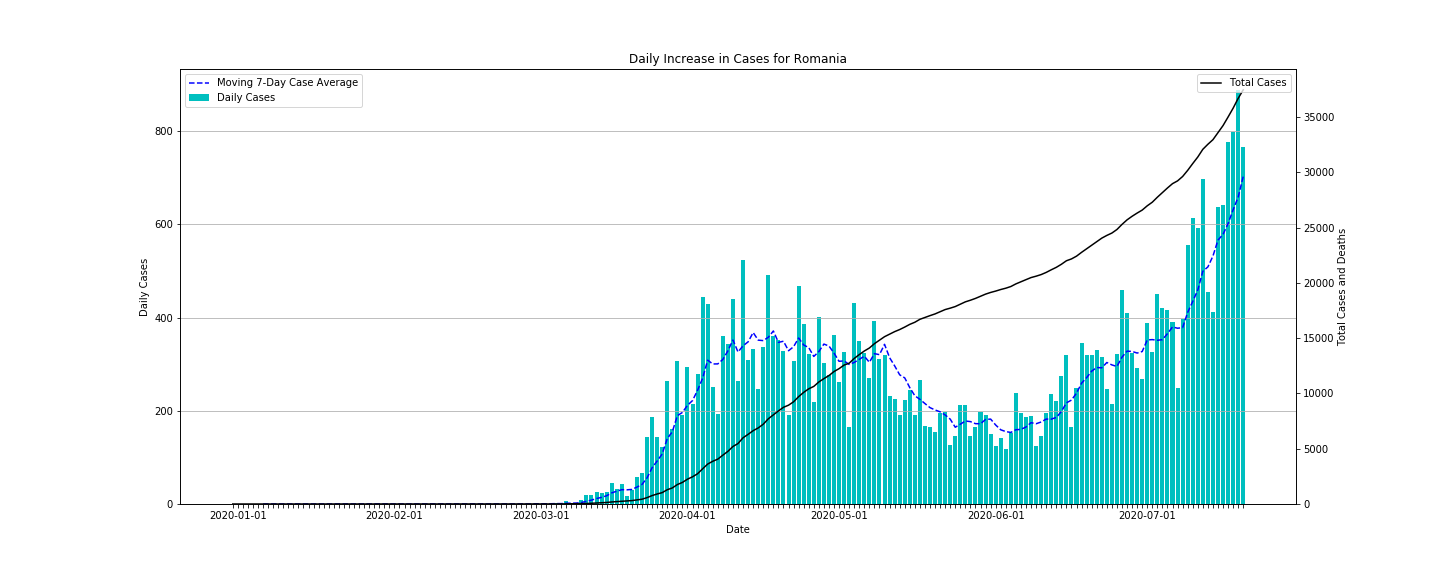 Daily Increase in Cases for Romania
Moving 7-Day Case Average
Daily Cases
Total Cases
800
600
400
200
0
35000
30000
25000
20000
15000
10000
5000
0
Daily Cases
Total Cases and Deaths
2020-01-01 2020-02-01 2020-03-01 2020-04-01 2020-05-01 2020-06-01 2020-07-01
Date